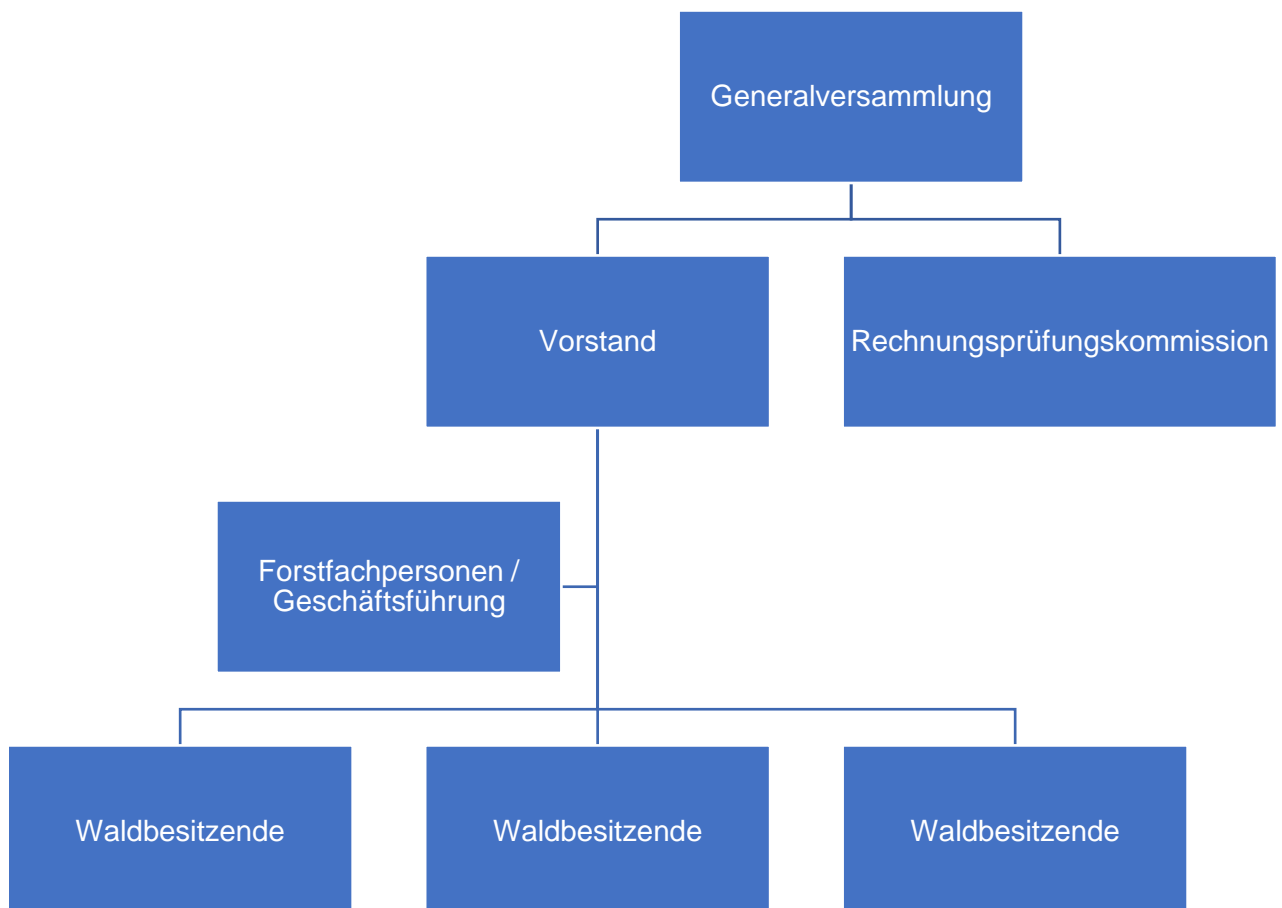 Generalversammlung
Vorstand
Rechnungsprüfungskommission
Forstfachpersonen /
Geschäftsführung
Waldbesitzende
Waldbesitzende
Waldbesitzende